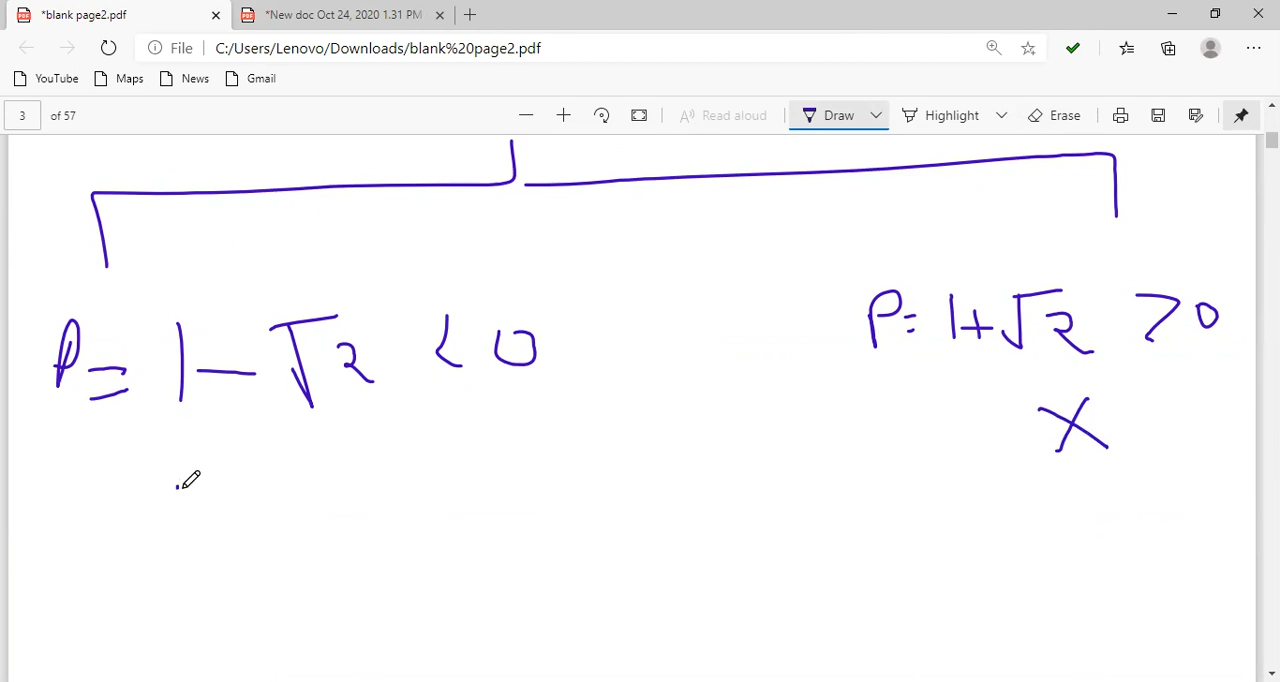 *blank page2.pdf
*New doc Oct 24, 2020 1.31 PM
File
C:/Users/Lenovo/Downloads/blank%20page2.pdf
YouTube
Maps
News
Gmail
3 of 57
Read aloud
Draw
Highlight
Erase
P = 1 - √2 < 0
P = 1 + √2 > 0
X